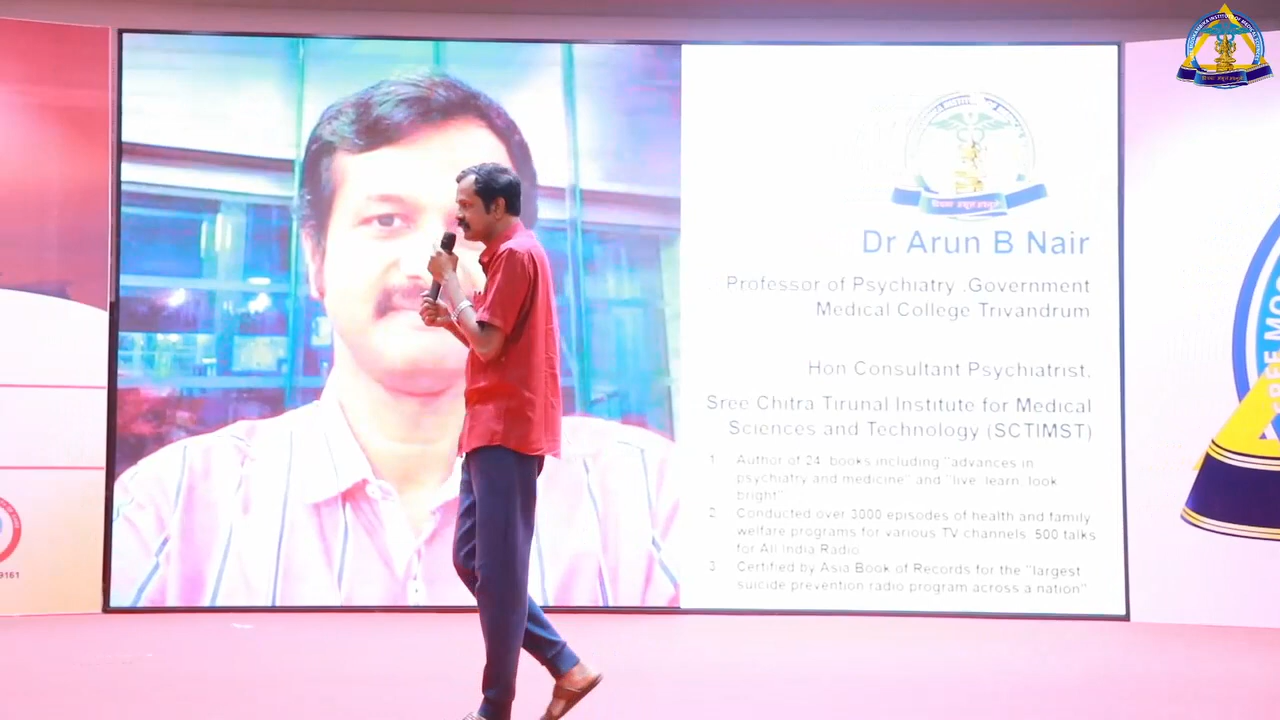 Dr Arun B Nair
Professor of Psychiatry .Government
Medical College Trivandrum
Hon Consultant Psychiatrist,
Sree Chitra Tirunal Institute for Medical
Sciences and Technology (SCTIMST)
1 Author of 24 books including "advances in
psychiatry and medicine" and "live, learn, look
bright"
2 Conducted over 3000 episodes of health and family
welfare programs for various TV channels. 500 talks
for All India Radio
3 Certified by Asia Book of Records for the "largest
suicide prevention radio program across a nation"
SREE MOO
9161